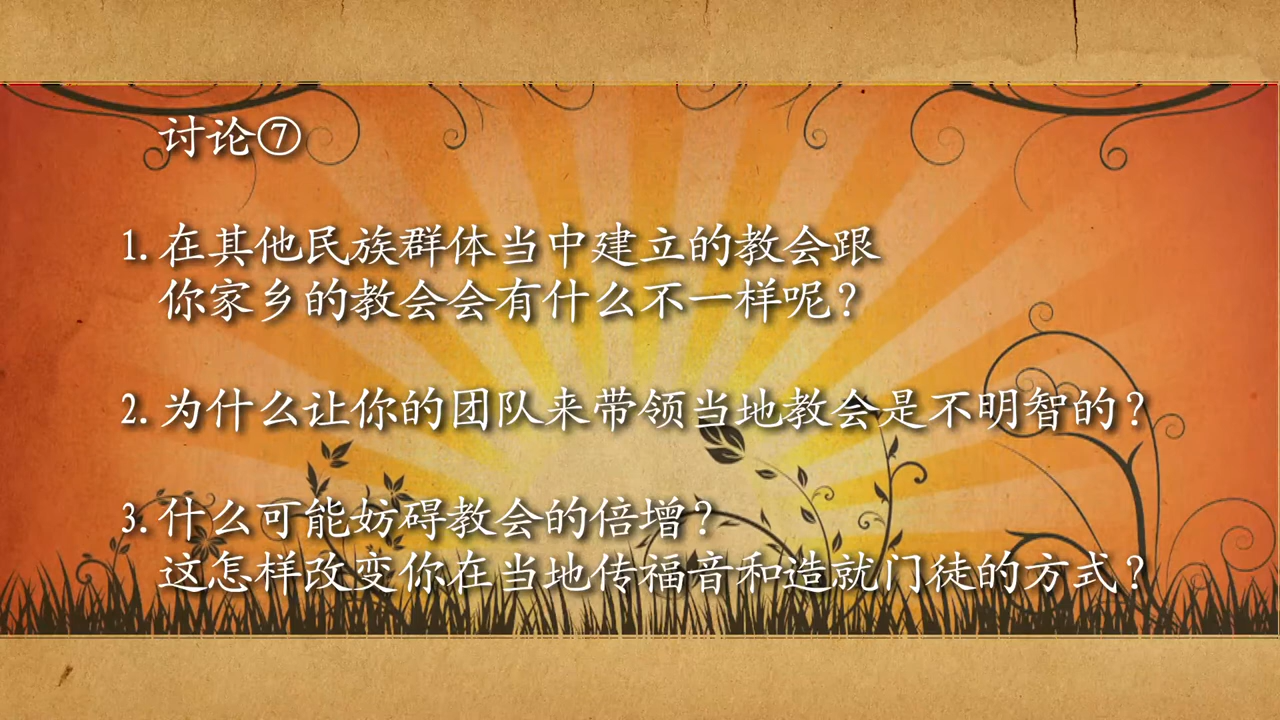 讨论⑦
1. 在其他民族群体当中建立的教会跟
你家乡的教会会有什么不一样呢？
2. 为什么让你的团队来带领当地教会是不明智的？
3. 什么可能妨碍教会的倍增？
这怎样改变你在当地传福音和造就门徒的方式？